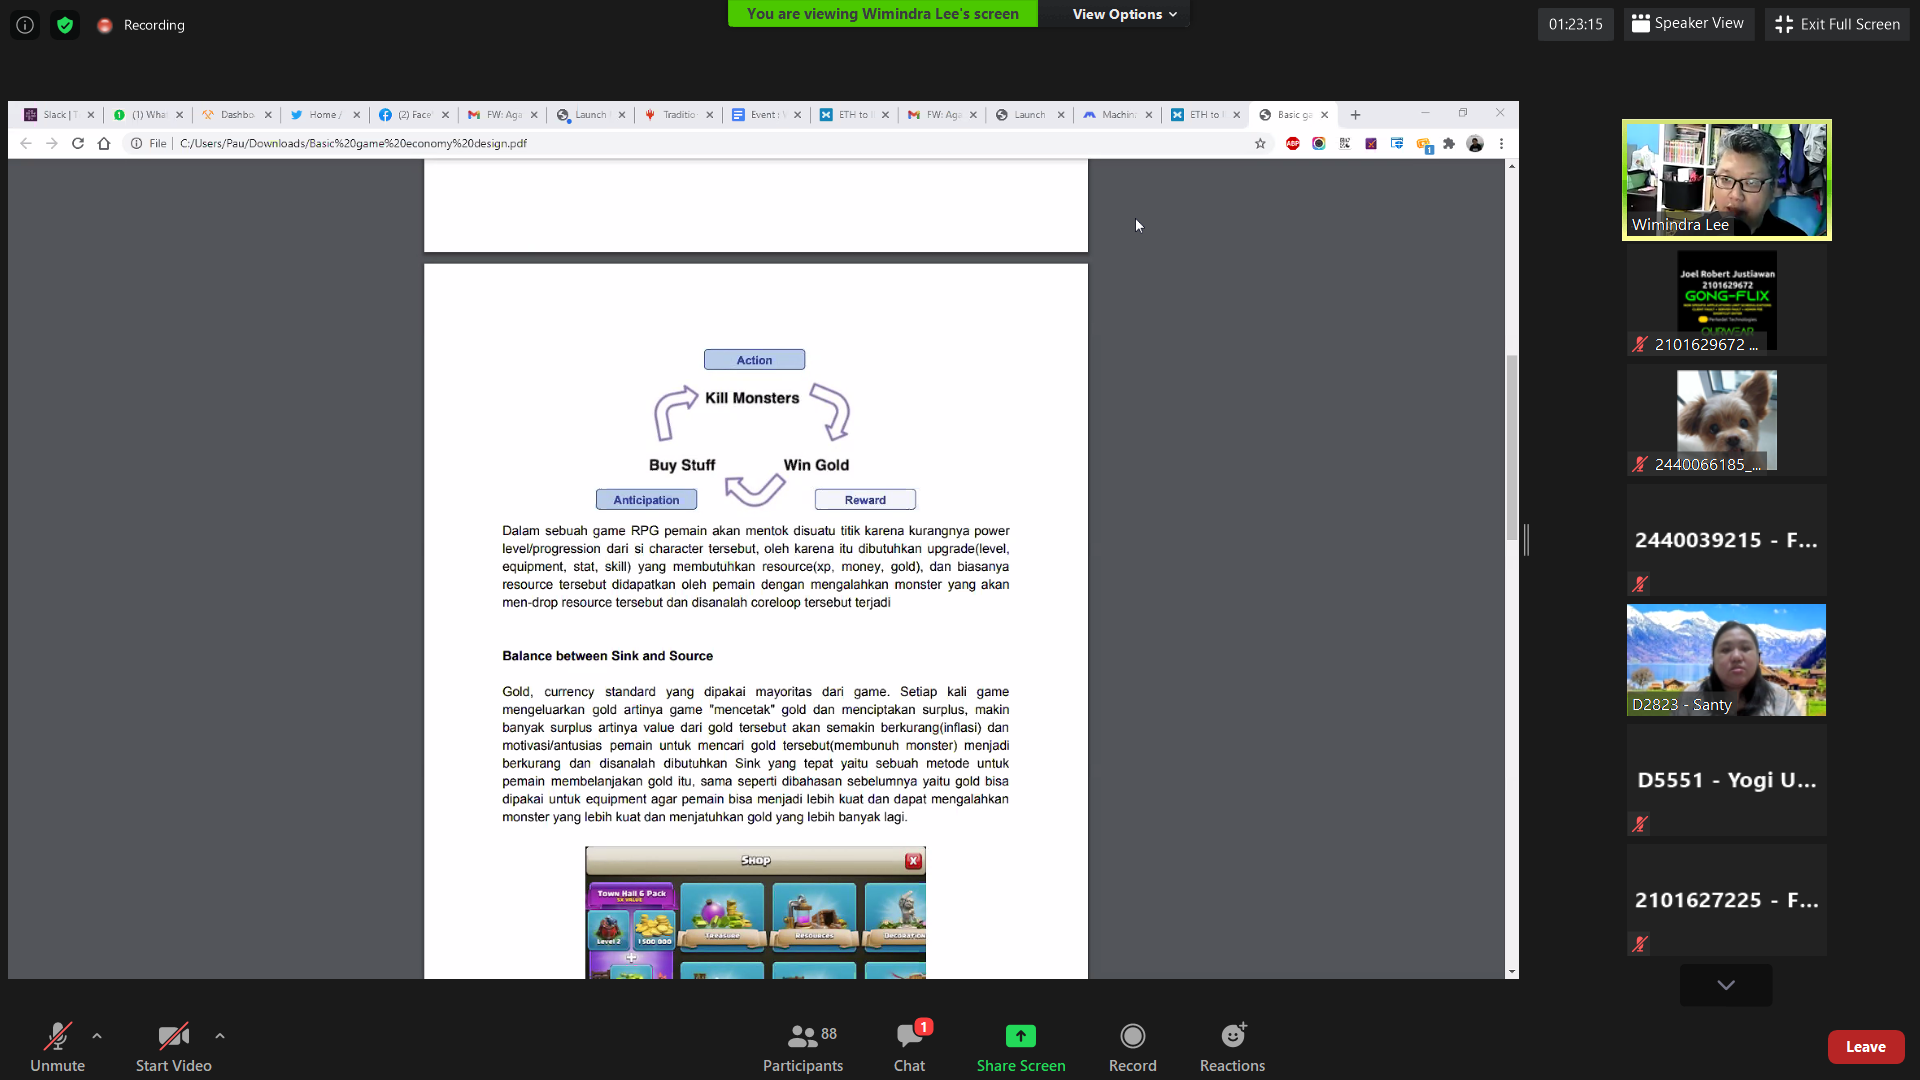 Recording
You are viewing Wimindra Lee's screen
View Options
01:23:15
Speaker View
Exit Full Screen
Slack | T
(1) Wha
Dashbo
Home /
(2) Face
FW: Aga
Launch
Traditio
Event : V
ETH to I
FW: Aga
Launch
Machin
ETH to I
Basic ga
File
C:/Users/Pau/Downloads/Basic%20game%20economy%20design.pdf
ABP
1
Action
Kill Monsters
Buy Stuff
Win Gold
Anticipation
Reward
Dalam sebuah game RPG pemain akan mentok disuatu titik karena kurangnya power
level/progression dari si character tersebut, oleh karena itu dibutuhkan upgrade(level,
equipment, stat, skill) yang membutuhkan resource(xp, money, gold), dan biasanya
resource tersebut didapatkan oleh pemain dengan mengalahkan monster yang akan
men-drop resource tersebut dan disanalah coreloop tersebut terjadi
Balance between Sink and Source
Gold, currency standard yang dipakai mayoritas dari game. Setiap kali game
mengeluarkan gold artinya game "mencetak" gold dan menciptakan surplus, makin
banyak surplus artinya value dari gold tersebut akan semakin berkurang(inflasi) dan
motivasi/antusias pemain untuk mencari gold tersebut(membunuh monster) menjadi
berkurang dan disanalah dibutuhkan Sink yang tepat yaitu sebuah metode untuk
pemain membelanjakan gold itu, sama seperti dibahasan sebelumnya yaitu gold bisa
dipakai untuk equipment agar pemain bisa menjadi lebih kuat dan dapat mengalahkan
monster yang lebih kuat dan menjatuhkan gold yang lebih banyak lagi.
Shop
Town Hall 6 Pack
5X VALUE
Level 2
1 500 000
Treasure
Resources
Decoration
Wimindra Lee
Joel Robert Justiawan
2101629672
GONG-FLIX
OURWEAR
2101629672 ...
2440066185_...
2440039215 - F...
D2823 - Santy
D5551 - Yogi U...
2101627225 - F...
Unmute
Start Video
88
Participants
1
Chat
Share Screen
Record
Reactions
Leave